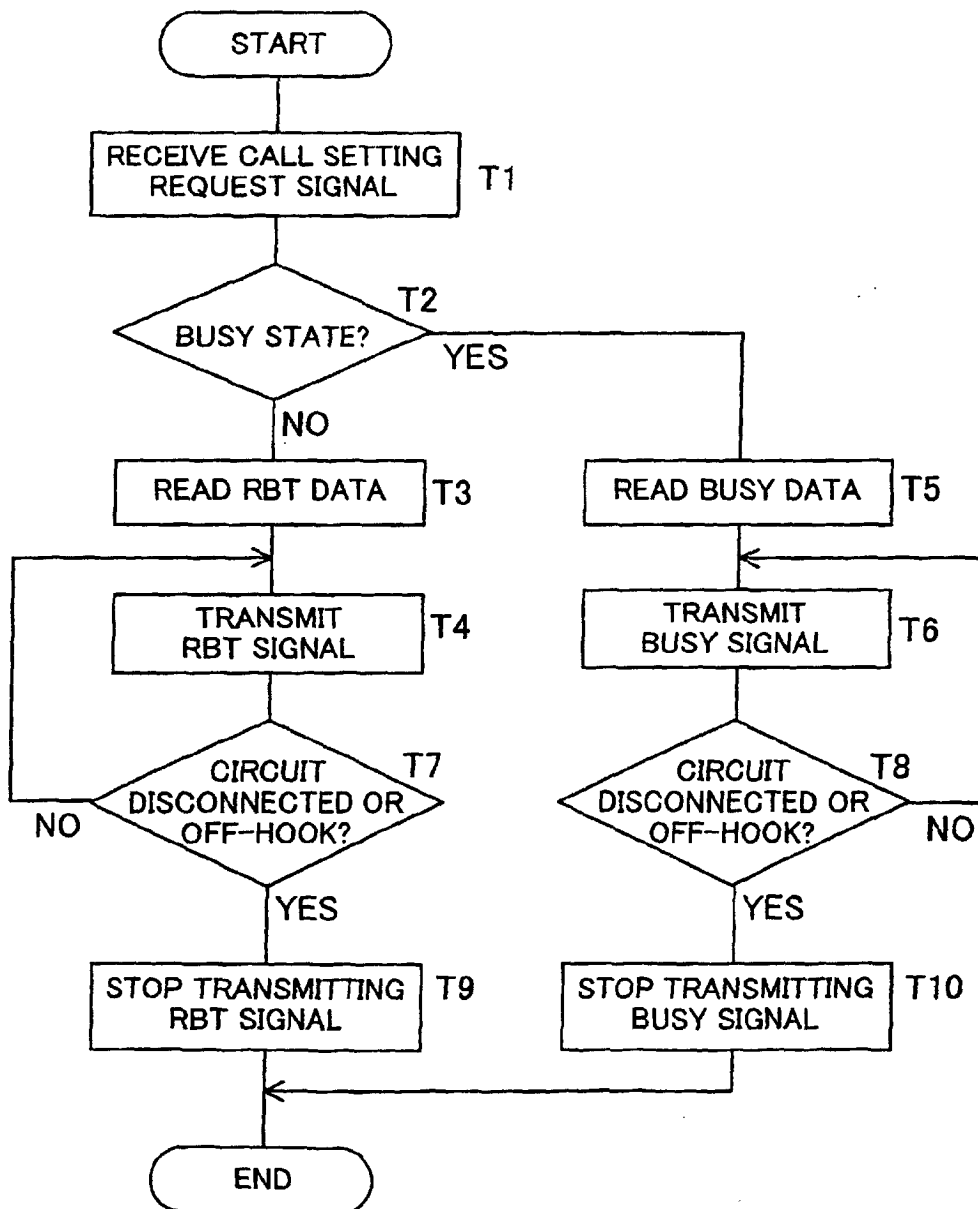 START
RECEIVE CALL SETTING
REQUEST SIGNAL
T1
T2
BUSY STATE?
YES
NO
READ RBT DATA
T3
READ BUSY DATA
T5
TRANSMIT
RBT SIGNAL
T4
TRANSMIT
BUSY SIGNAL
T6
T7
CIRCUIT
DISCONNECTED OR
OFF-HOOK?
NO
YES
T8
CIRCUIT
DISCONNECTED OR
OFF-HOOK?
NO
YES
STOP TRANSMITTING
RBT SIGNAL
T9
STOP TRANSMITTING
BUSY SIGNAL
T10
END